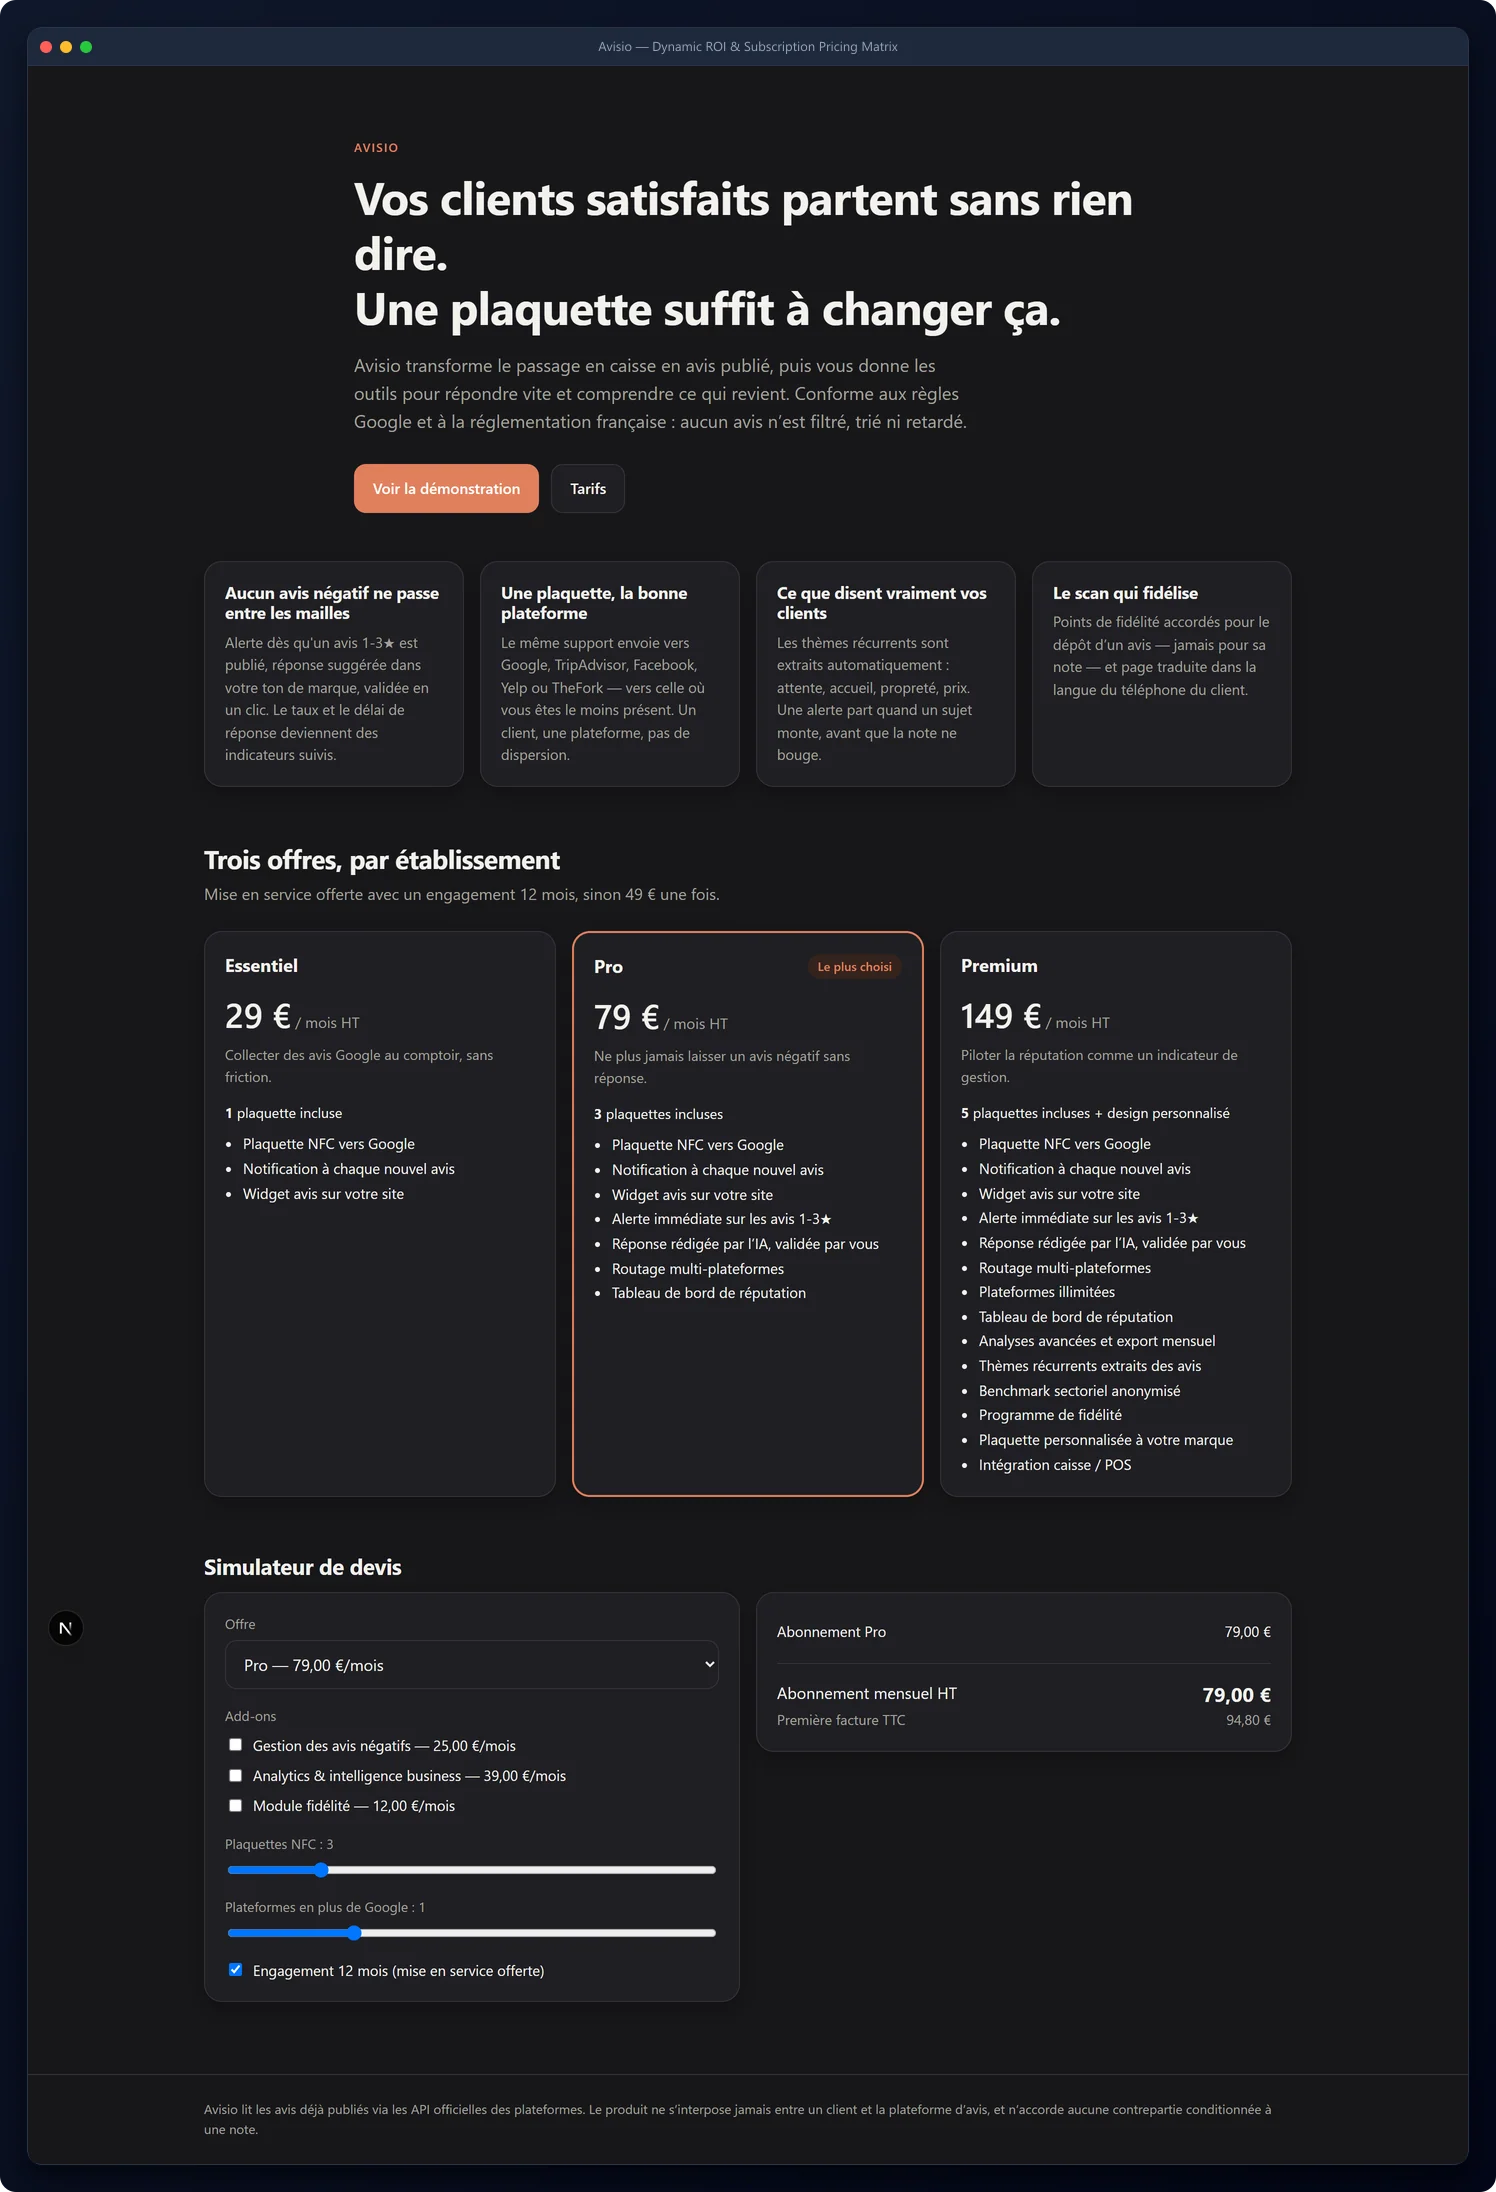 Avisio — Dynamic ROI & Subscription Pricing Matrix
AVISIO
Vos clients satisfaits partent sans rien
dire.
Une plaquette suffit à changer ça.
Avisio transforme le passage en caisse en avis publié, puis vous donne les
outils pour répondre vite et comprendre ce qui revient. Conforme aux règles
Google et à la réglementation française : aucun avis n’est filtré, trié ni retardé.
Voir la démonstration
Tarifs
Aucun avis négatif ne passe
entre les mailles
Alerte dès qu'un avis 1-3★ est
publié, réponse suggérée dans
votre ton de marque, validée en
un clic. Le taux et le délai de
réponse deviennent des
indicateurs suivis.
Une plaquette, la bonne
plateforme
Le même support envoie vers
Google, TripAdvisor, Facebook,
Yelp ou TheFork — vers celle où
vous êtes le moins présent. Un
client, une plateforme, pas de
dispersion.
Ce que disent vraiment vos
clients
Les thèmes récurrents sont
extraits automatiquement :
attente, accueil, propreté, prix.
Une alerte part quand un sujet
monte, avant que la note ne
bouge.
Le scan qui fidélise
Points de fidélité accordés pour le
dépôt d’un avis — jamais pour sa
note — et page traduite dans la
langue du téléphone du client.
Trois offres, par établissement
Mise en service offerte avec un engagement 12 mois, sinon 49 € une fois.
Essentiel
29 € / mois HT
Collecter des avis Google au comptoir, sans
friction.
1 plaquette incluse
• Plaquette NFC vers Google
• Notification à chaque nouvel avis
• Widget avis sur votre site
Pro
Le plus choisi
79 € / mois HT
Ne plus jamais laisser un avis négatif sans
réponse.
3 plaquettes incluses
• Plaquette NFC vers Google
• Notification à chaque nouvel avis
• Widget avis sur votre site
• Alerte immédiate sur les avis 1-3★
• Réponse rédigée par l’IA, validée par vous
• Routage multi-plateformes
• Tableau de bord de réputation
Premium
149 € / mois HT
Piloter la réputation comme un indicateur de
gestion.
5 plaquettes incluses + design personnalisé
• Plaquette NFC vers Google
• Notification à chaque nouvel avis
• Widget avis sur votre site
• Alerte immédiate sur les avis 1-3★
• Réponse rédigée par l’IA, validée par vous
• Routage multi-plateformes
• Plateformes illimitées
• Tableau de bord de réputation
• Analyses avancées et export mensuel
• Thèmes récurrents extraits des avis
• Benchmark sectoriel anonymisé
• Programme de fidélité
• Plaquette personnalisée à votre marque
• Intégration caisse / POS
Simulateur de devis
Offre
Pro — 79,00 €/mois
Add-ons
Gestion des avis négatifs — 25,00 €/mois
Analytics & intelligence business — 39,00 €/mois
Module fidélité — 12,00 €/mois
Plaquettes NFC : 3
Plateformes en plus de Google : 1
Engagement 12 mois (mise en service offerte)
Abonnement Pro 79,00 €
Abonnement mensuel HT 79,00 €
Première facture TTC 94,80 €
N
Avisio lit les avis déjà publiés via les API officielles des plateformes. Le produit ne s’interpose jamais entre un client et la plateforme d’avis, et n’accorde aucune contrepartie conditionnée à
une note.